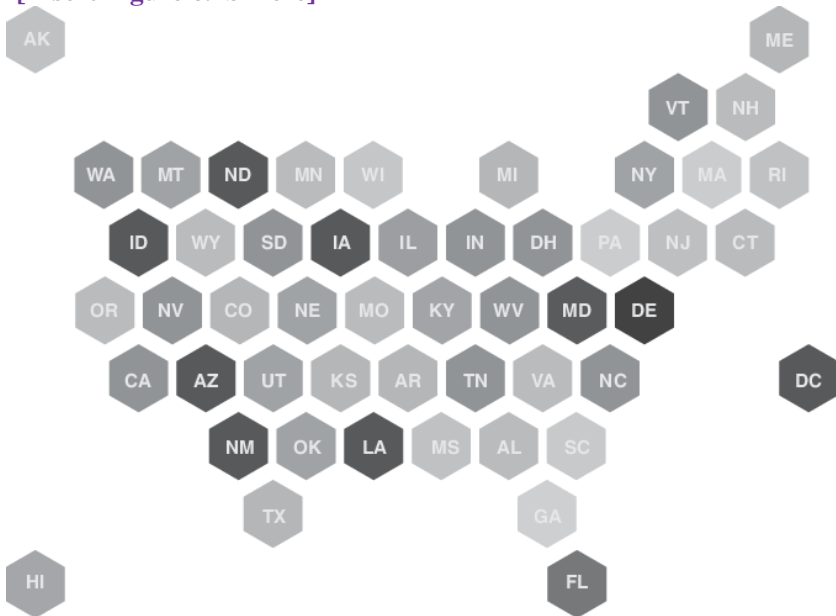 AK ME
VT NH
WA MT ND MN WI MI NY MA RI
ID WY SD IA IL IN DH PA NJ CT
OR NV CO NE MO KY WV MD DE
CA AZ UT KS AR TN VA NC DC
NM OK LA MS AL SC
TX GA
HI FL